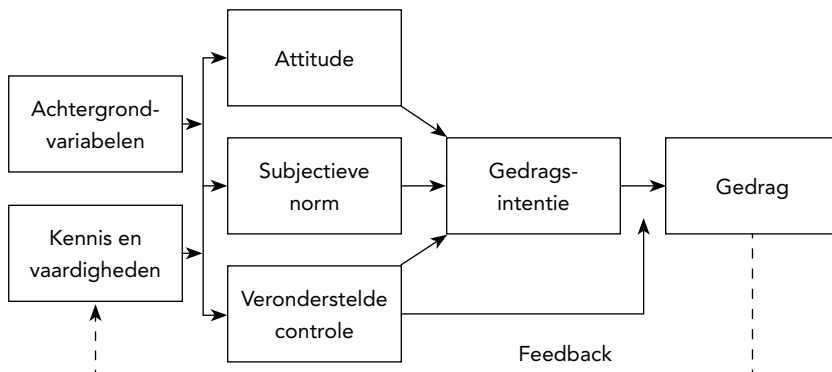 Achtergrond-
variabelen
Kennis en
vaardigheden
Attitude
Subjectieve
norm
Veronderstelde
controle
Gedrags-
intentie
Gedrag
Feedback